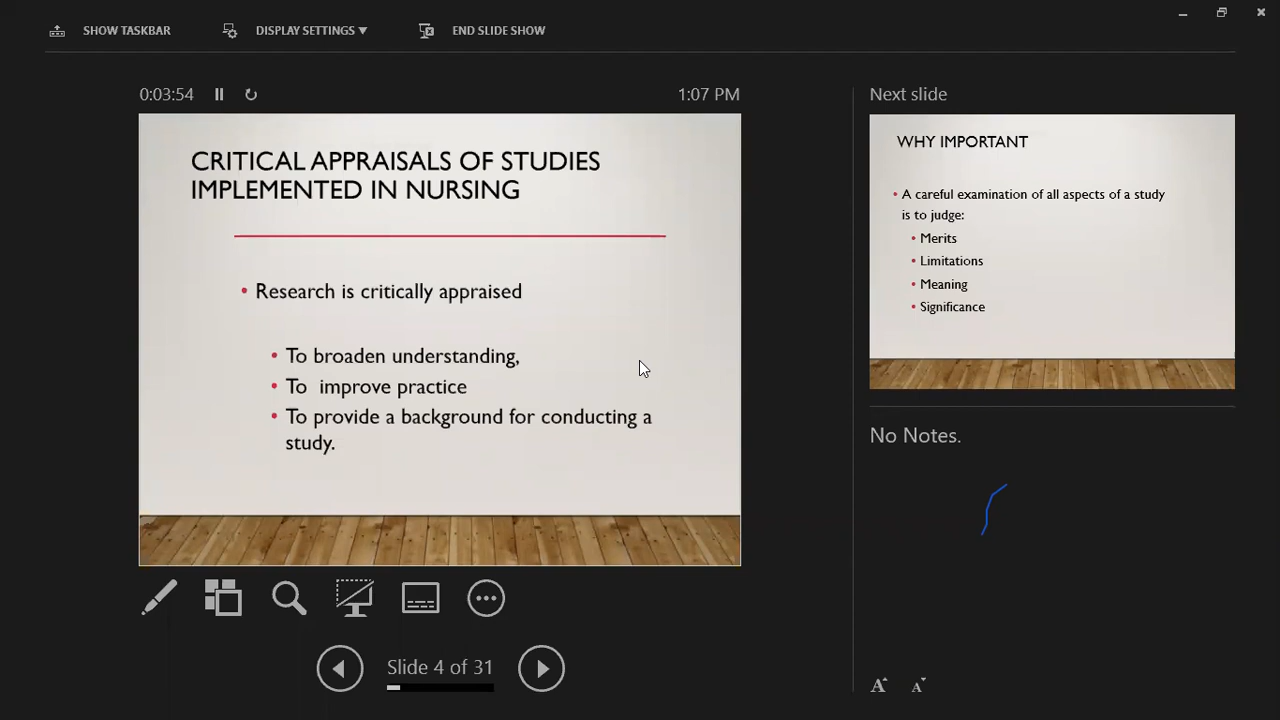 SHOW TASKBAR
DISPLAY SETTINGS ▼
END SLIDE SHOW
0:03:54
1:07 PM
CRITICAL APPRAISALS OF STUDIES
IMPLEMENTED IN NURSING
• Research is critically appraised
• To broaden understanding,
• To  improve practice
• To provide a background for conducting a
study.
Slide 4 of 31
Next slide
WHY IMPORTANT
• A careful examination of all aspects of a study
is to judge:
• Merits
• Limitations
• Meaning
• Significance
No Notes.
A A